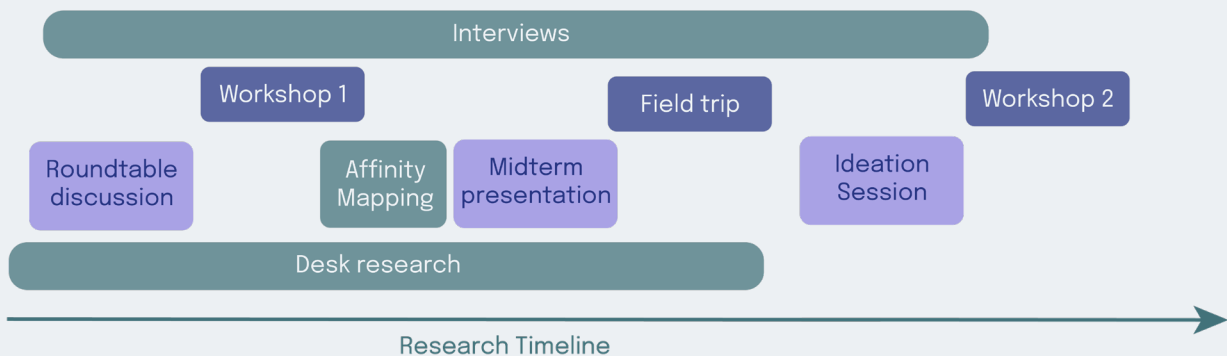 Interviews
Workshop 1
Field trip
Workshop 2
Roundtable
discussion
Affinity
Mapping
Midterm
presentation
Ideation
Session
Desk research
Research Timeline